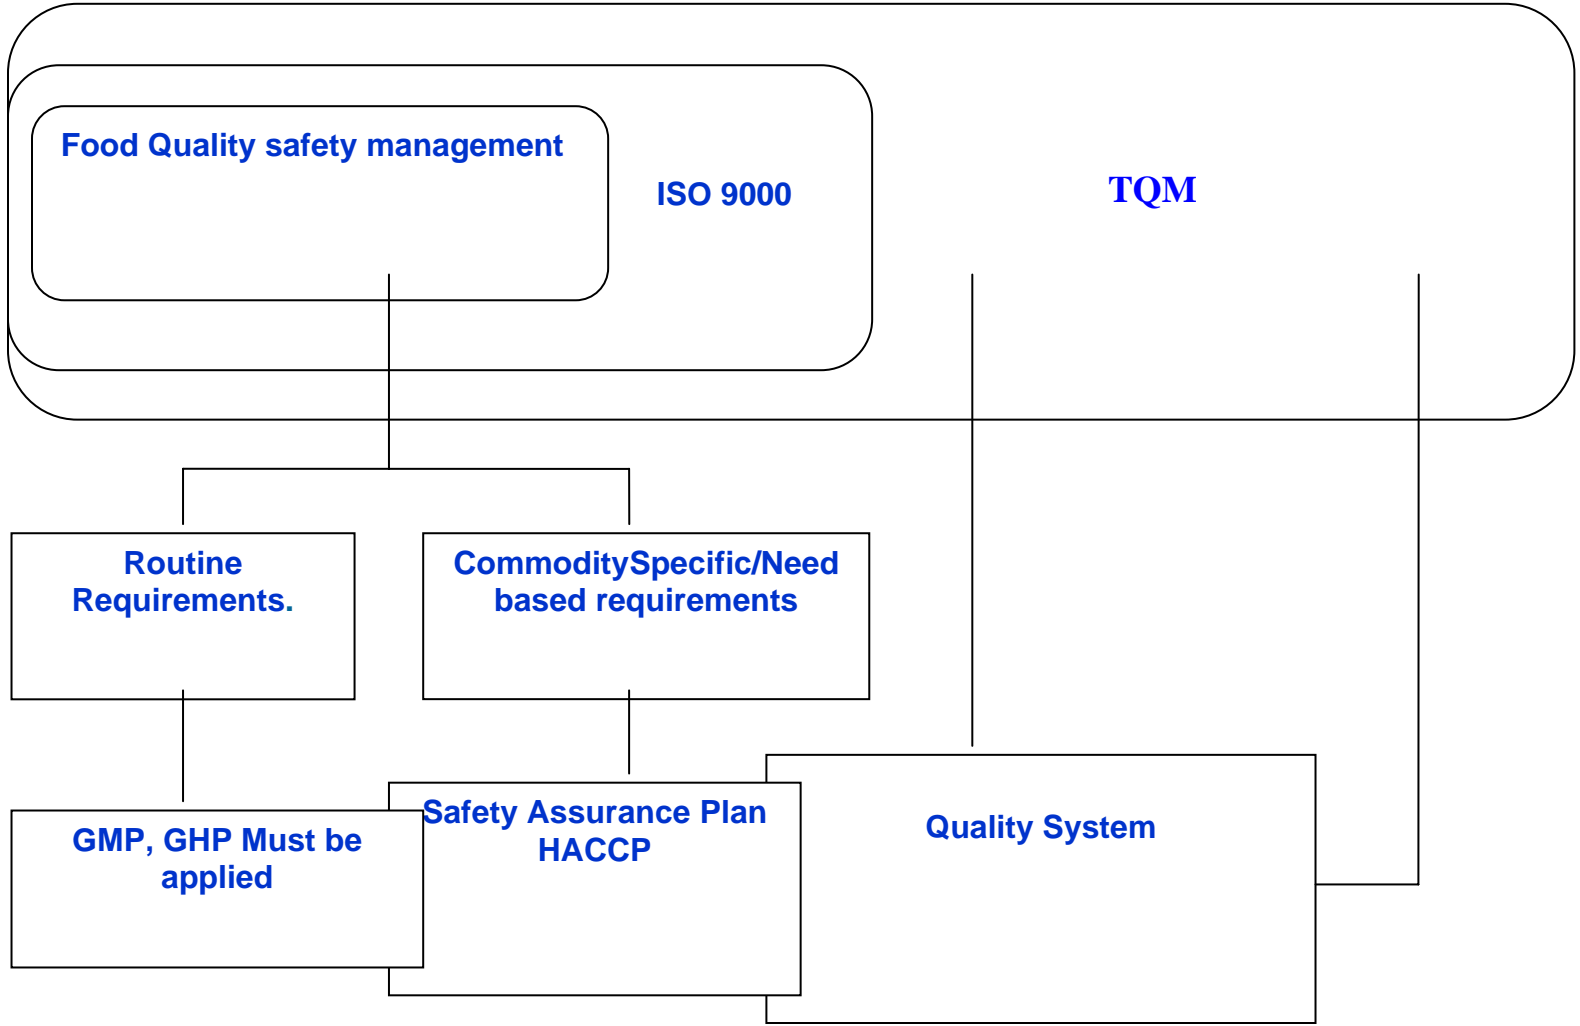 Food Quality safety management
ISO 9000
TQM
Routine
Requirements.
CommoditySpecific/Need
based requirements
Safety Assurance Plan
HACCP
Quality System
GMP, GHP Must be
applied